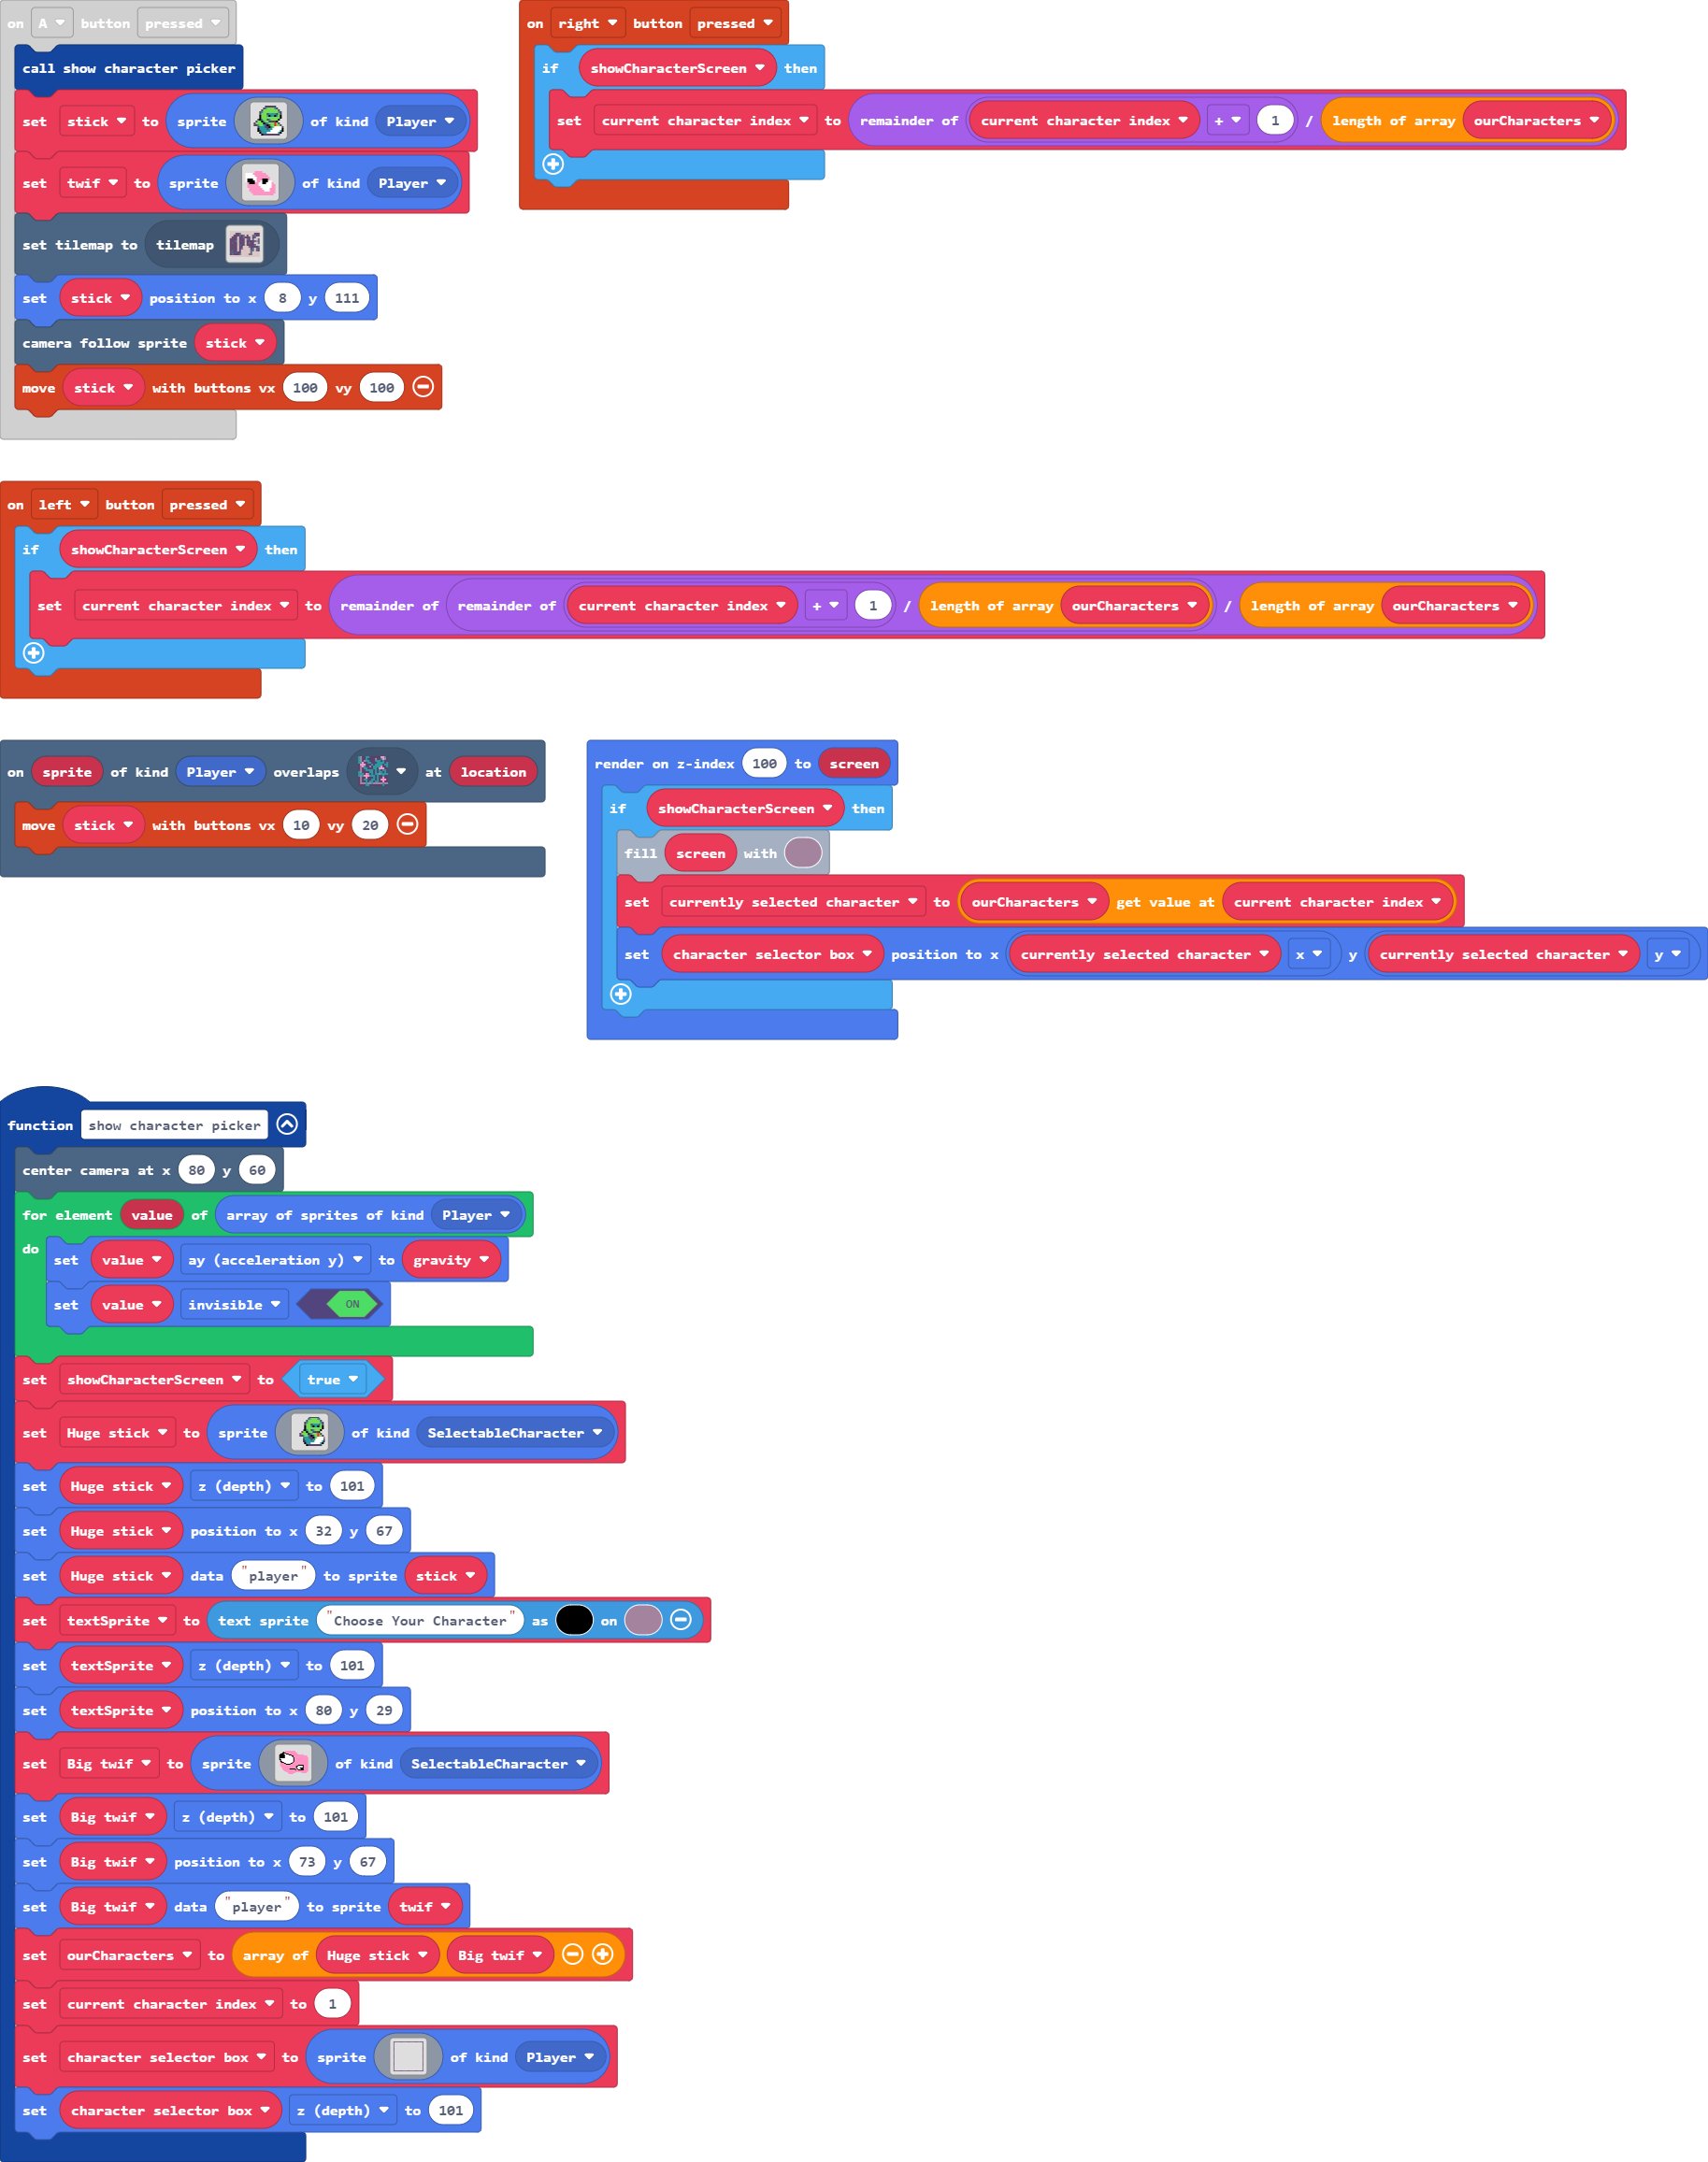 on A button pressed
call show character picker
set stick to sprite of kind Player
set twif to sprite of kind Player
set tilemap to tilemap
set stick position to x 8 y 111
camera follow sprite stick
move stick with buttons vx 100 vy 100
on right button pressed
if showCharacterScreen then
set current character index to remainder of current character index + 1 / length of array ourCharacters
on left button pressed
if showCharacterScreen then
set current character index to remainder of remainder of current character index + 1 / length of array ourCharacters / length of array ourCharacters
on sprite of kind Player overlaps at location
move stick with buttons vx 10 vy 20
render on z-index 100 to screen
if showCharacterScreen then
fill screen with
set currently selected character to ourCharacters get value at current character index
set character selector box position to x currently selected character x y currently selected character y
function show character picker
center camera at x 80 y 60
for element value of array of sprites of kind Player
do set value ay (acceleration y) to gravity
set value invisible ON
set showCharacterScreen to true
set Huge stick to sprite of kind SelectableCharacter
set Huge stick z (depth) to 101
set Huge stick position to x 32 y 67
set Huge stick data "player" to sprite stick
set textSprite to text sprite "Choose Your Character" as on
set textSprite z (depth) to 101
set textSprite position to x 80 y 29
set Big twif to sprite of kind SelectableCharacter
set Big twif z (depth) to 101
set Big twif position to x 73 y 67
set Big twif data "player" to sprite twif
set ourCharacters to array of Huge stick Big twif
set current character index to 1
set character selector box to sprite of kind Player
set character selector box z (depth) to 101